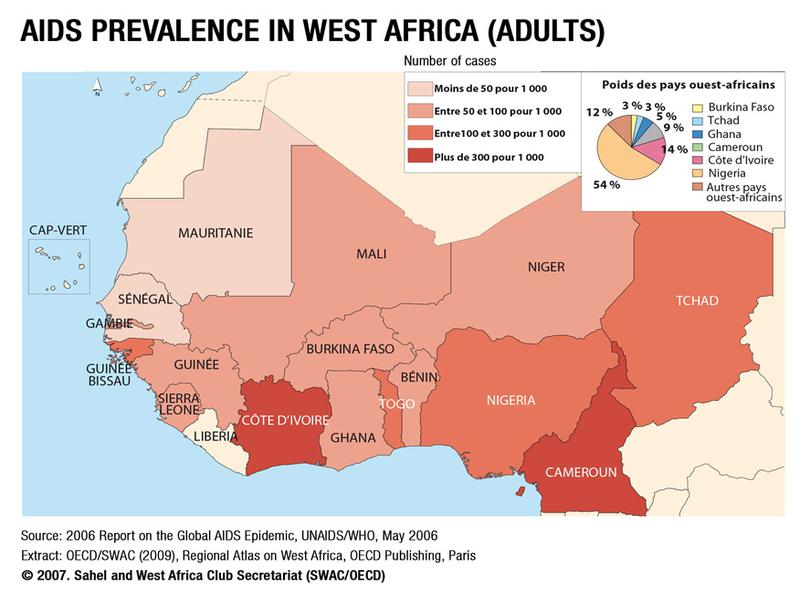 AIDS PREVALENCE IN WEST AFRICA (ADULTS)
Number of cases
Moins de 50 pour 1 000
Entre 50 et 100 pour 1 000
Entre100 et 300 pour 1 000
Plus de 300 pour 1 000
Poids des pays ouest-africains
3 % 3 %
12 %
5 %
9 %
14 %
54 %
Burkina Faso
Tchad
Ghana
Cameroun
Côte d'Ivoire
Nigeria
Autres pays
ouest-africains
N
CAP-VERT
MAURITANIE
MALI
NIGER
TCHAD
SÉNÉGAL
GAMBIE
GUINÉE
BISSAU
GUINÉE
BURKINA FASO
BÉNIN
SIERRA
LEONE
LIBERIA
CÔTE D'IVOIRE
GHANA
TOGO
NIGERIA
CAMEROUN
Source: 2006 Report on the Global AIDS Epidemic, UNAIDS/WHO, May 2006
Extract: OECD/SWAC (2009), Regional Atlas on West Africa, OECD Publishing, Paris
© 2007. Sahel and West Africa Club Secretariat (SWAC/OECD)